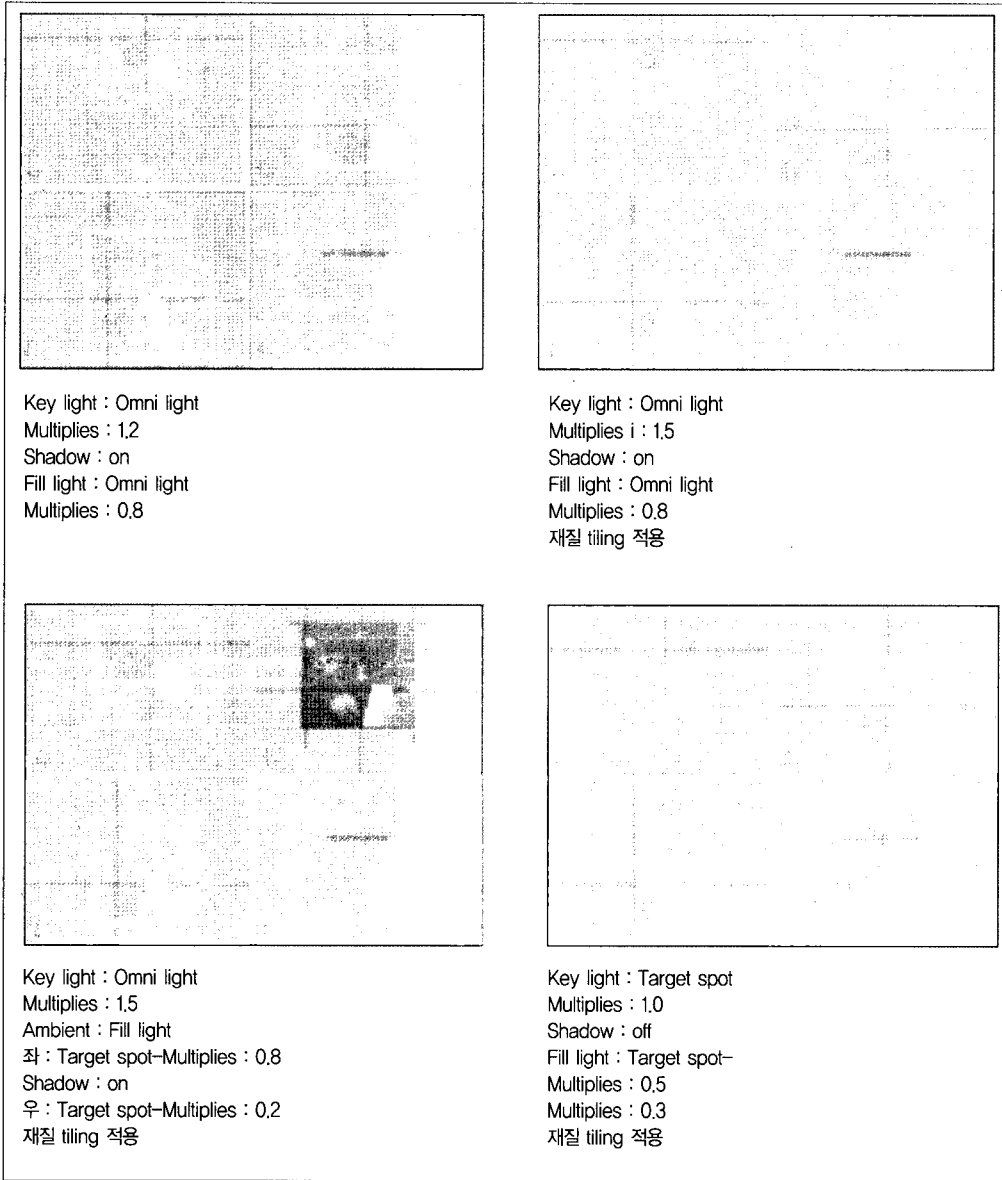 Key light : Omni light
Multiplies : 1.2
Shadow : on
Fill light : Omni light
Multiplies : 0.8
Key light : Omni light
Multiplies i : 1.5
Shadow : on
Fill light : Omni light
Multiplies : 0.8
재질 tiling 적용
Key light : Omni light
Multiplies : 1.5
Ambient : Fill light
좌 : Target spot-Multiplies : 0.8
Shadow : on
우 : Target spot-Multiplies : 0.2
재질 tiling 적용
Key light : Target spot
Multiplies : 1.0
Shadow : off
Fill light : Target spot-
Multiplies : 0.5
Multiplies : 0.3
재질 tiling 적용